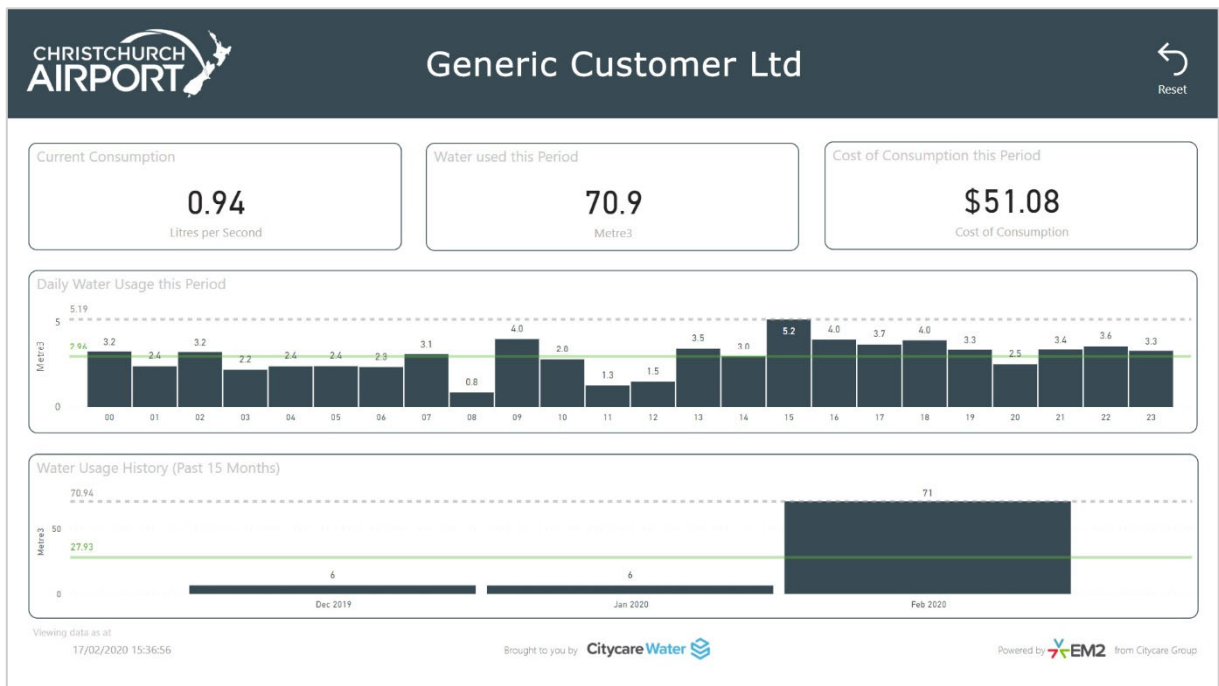 CHRISTCHURCH
AIRPORT
Generic Customer Ltd
Reset
Current Consumption
0.94
Litres per Second
Water used this Period
70.9
Metre3
Cost of Consumption this Period
$51.08
Cost of Consumption
Daily Water Usage this Period
Metre3
5.19
5
2.96
0
3.2 2.4 3.2 2.2 2.4 2.4 2.3 3.1 0.8 4.0 2.8 1.3 1.5 3.5 3.0 5.2 4.0 3.7 4.0 3.3 2.5 3.4 3.6 3.3
00 01 02 03 04 05 06 07 08 09 10 11 12 13 14 15 16 17 18 19 20 21 22 23
Water Usage History (Past 15 Months)
Metre3
70.94
50
27.93
0
6 6 71
Dec 2019 Jan 2020 Feb 2020
Viewing data as at
17/02/2020 15:36:56
Brought to you by Citycare Water
Powered by EM2 from Citycare Group